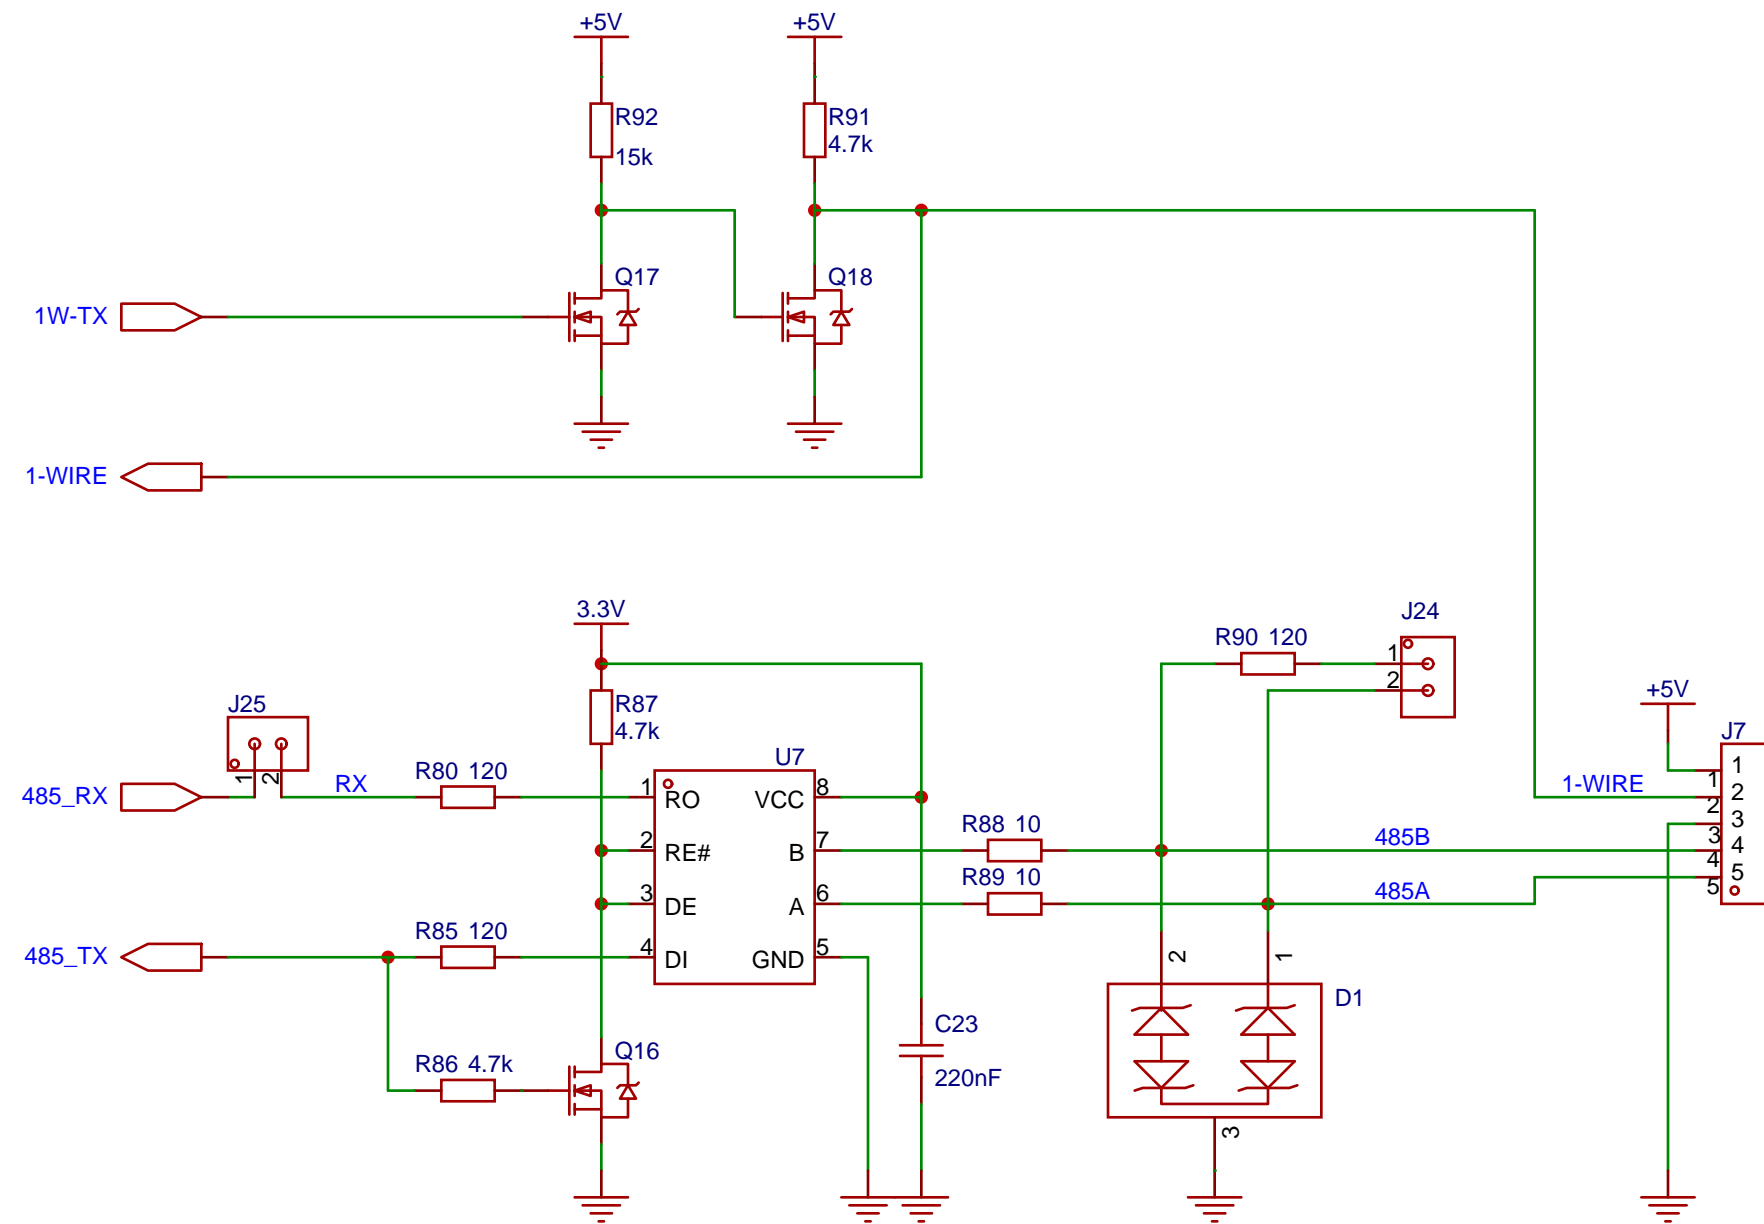 +5V
+5V
R92
15k
R91
4.7k
Q17
Q18
1W-TX
1-WIRE
3.3V
J24
R90 120
1
2
R87
4.7k
+5V
J25
J7
U7
1
2
485_RX
RX
R80 120
1
RO
VCC
8
1-WIRE
1
1
2
2
3
3
4
4
5
5
2
RE#
B
7
R88 10
485B
3
DE
A
6
R89 10
485A
485_TX
R85 120
4
DI
GND
5
2
1
D1
C23
220nF
R86 4.7k
Q16
3